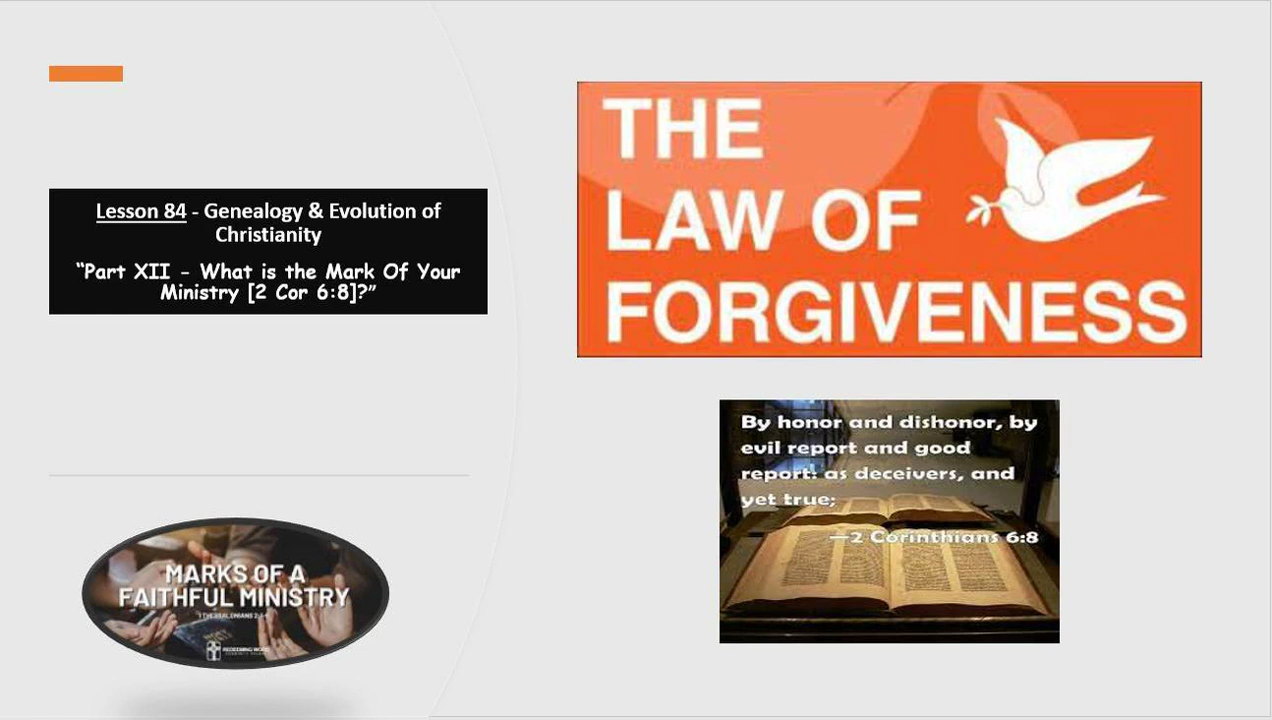 Lesson 84 - Genealogy & Evolution of
Christianity
“Part XII – What is the Mark Of Your
Ministry [2 Cor 6:8]?”
THE
LAW OF
FORGIVENESS
By honor and dishonor, by
evil report and good
report: as deceivers, and
yet true;
—2 Corinthians 6:8
MARKS OF A
FAITHFUL MINISTRY
REDEEMING WORD